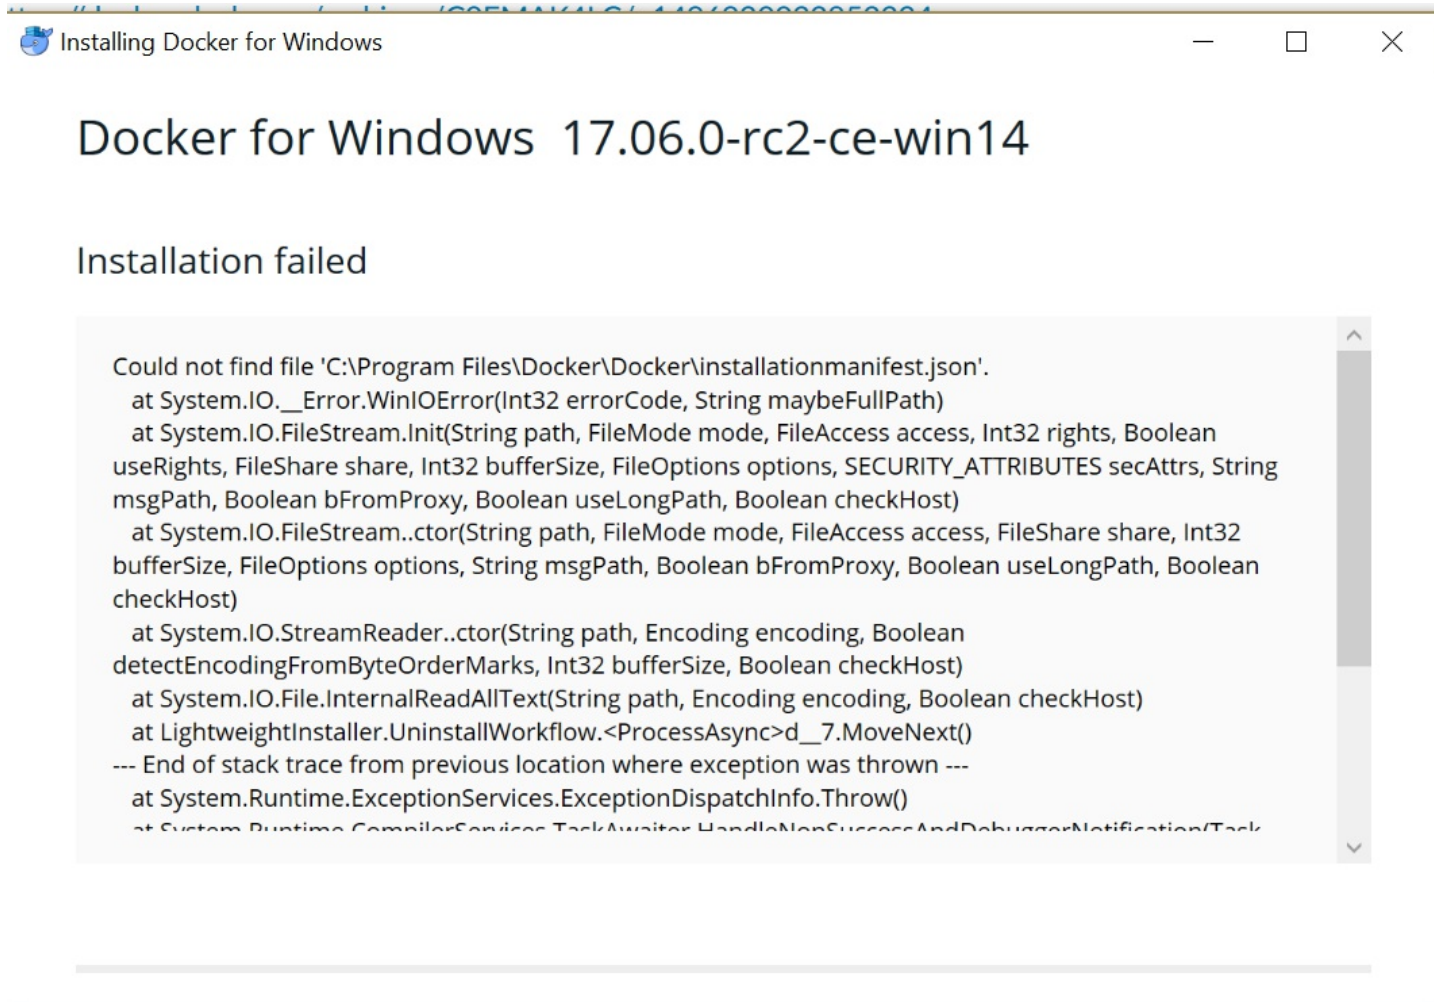 Installing Docker for Windows
Docker for Windows 17.06.0-rc2-ce-win14
Installation failed
Could not find file 'C:\Program Files\Docker\Docker\installationmanifest.json'.
at System.IO.__Error.WinIOError(Int32 errorCode, String maybeFullPath)
at System.IO.FileStream.Init(String path, FileMode mode, FileAccess access, Int32 rights, Boolean
useRights, FileShare share, Int32 bufferSize, FileOptions options, SECURITY_ATTRIBUTES secAttrs, String
msgPath, Boolean bFromProxy, Boolean useLongPath, Boolean checkHost)
at System.IO.FileStream..ctor(String path, FileMode mode, FileAccess access, FileShare share, Int32
bufferSize, FileOptions options, String msgPath, Boolean bFromProxy, Boolean useLongPath, Boolean
checkHost)
at System.IO.StreamReader..ctor(String path, Encoding encoding, Boolean
detectEncodingFromByteOrderMarks, Int32 bufferSize, Boolean checkHost)
at System.IO.File.InternalReadAllText(String path, Encoding encoding, Boolean checkHost)
at LightweightInstaller.UninstallWorkflow.<ProcessAsync>d__7.MoveNext()
--- End of stack trace from previous location where exception was thrown ---
at System.Runtime.ExceptionServices.ExceptionDispatchInfo.Throw()
at System.Runtime.CompilerServices.TaskAwaiter.HandleNonSuccessAndDebuggerNotification(Task